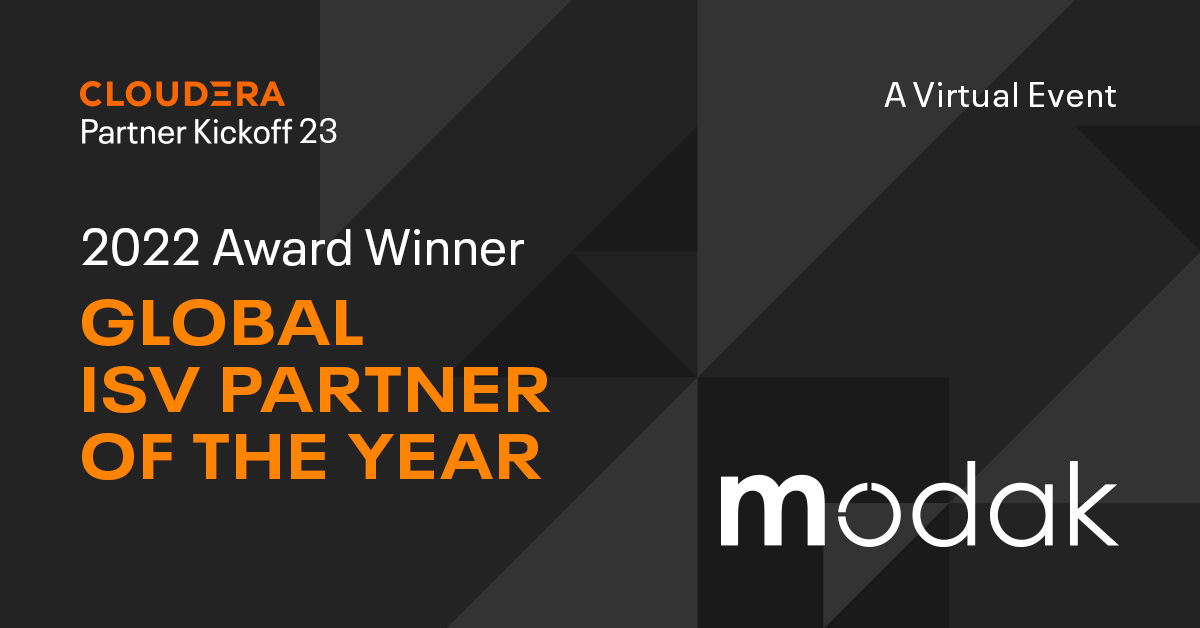 CLOUDERA
Partner Kickoff 23
A Virtual Event
2022 Award Winner
GLOBAL
ISV PARTNER
OF THE YEAR
modak